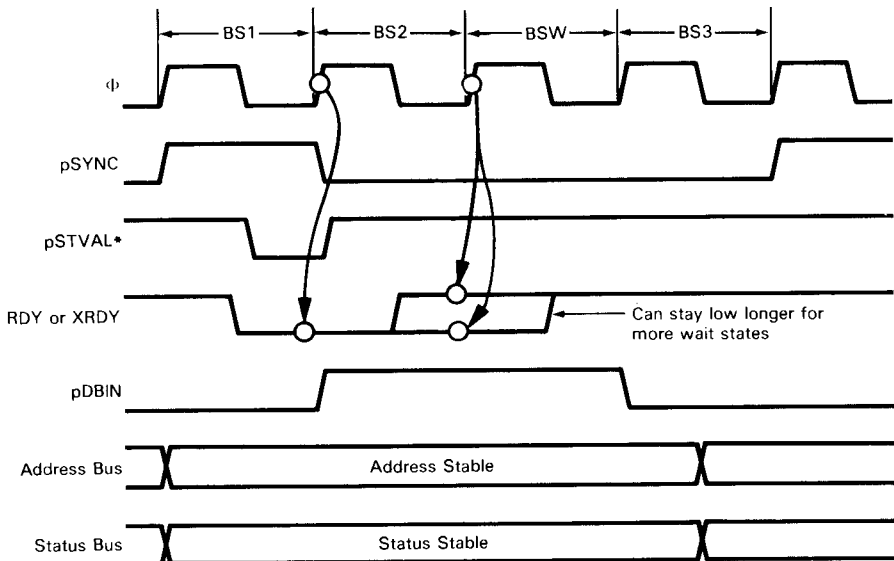 BS1 BS2 BSW BS3
ϕ
pSYNC
pSTVAL*
RDY or XRDY
Can stay low longer for
more wait states
pDBIN
Address Bus
Address Stable
Status Bus
Status Stable